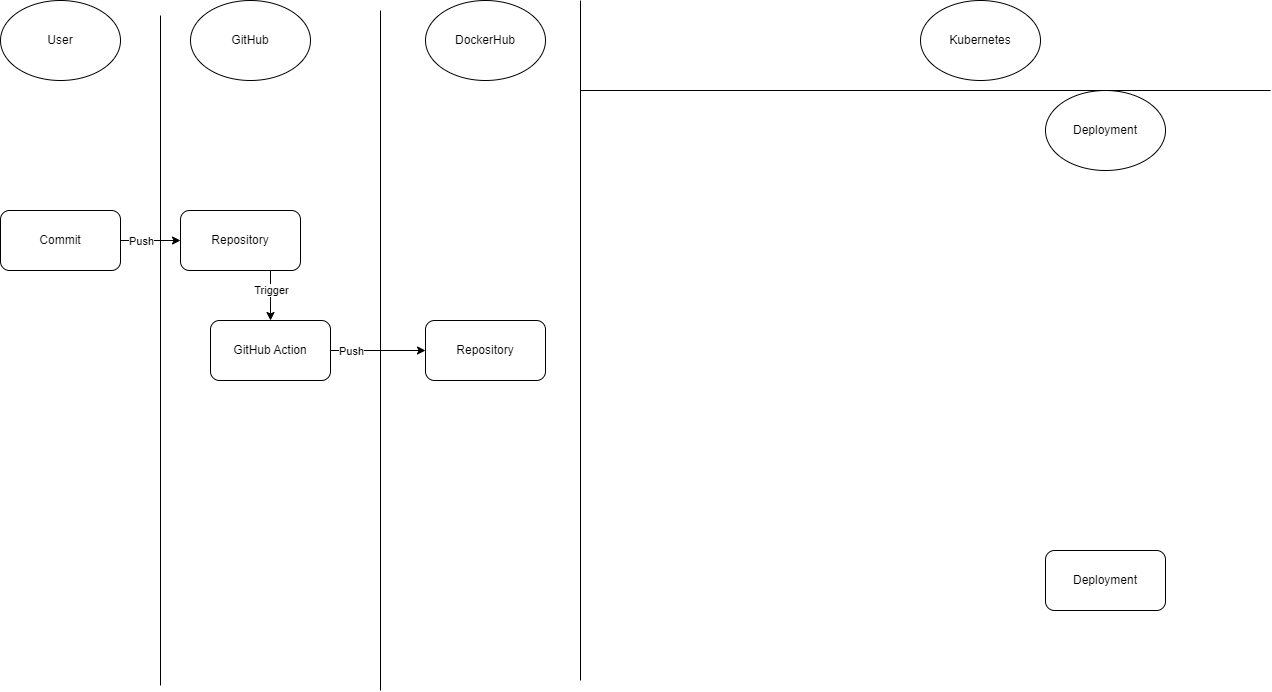 User
GitHub
DockerHub
Kubernetes
Deployment
Commit
Push
Repository
Trigger
GitHub Action
Push
Repository
Deployment